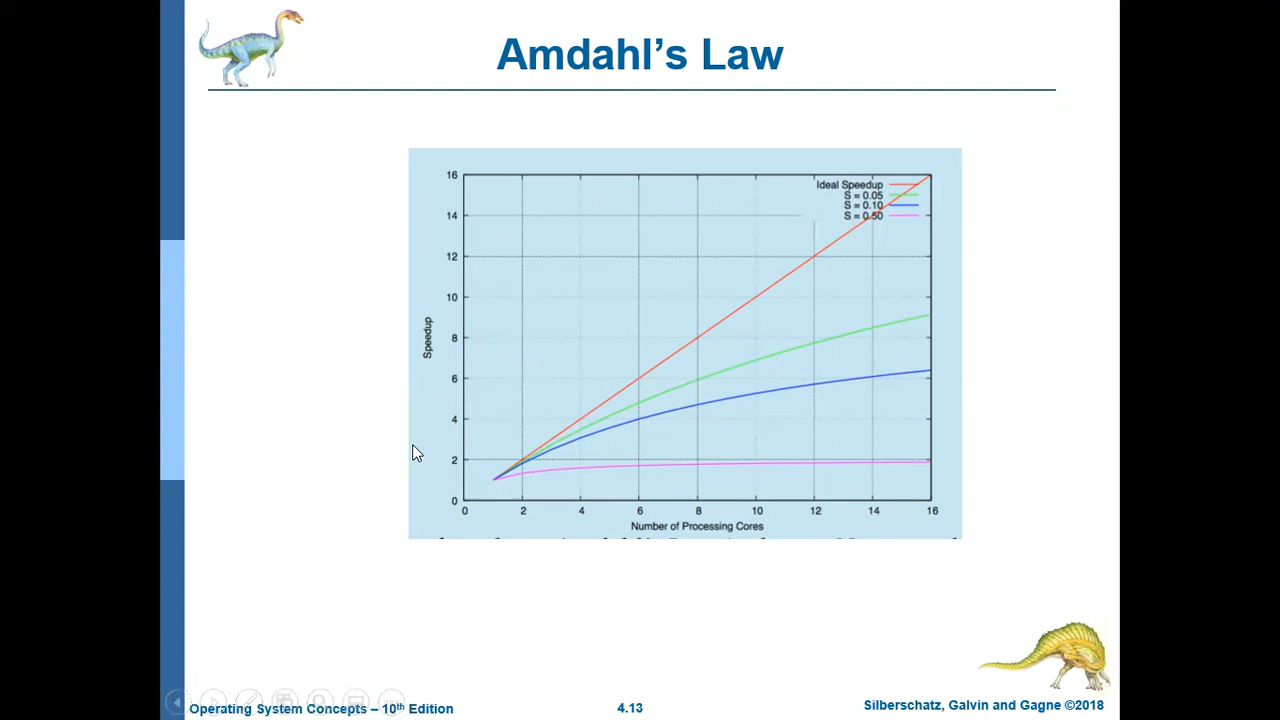 Amdahl's Law
16
14
12
10
8
6
4
2
0
Speedup
Ideal Speedup
S = 0.05
S = 0.10
S = 0.50
0 2 4 6 8 10 12 14 16
Number of Processing Cores
Operating System Concepts – 10th Edition
4.13
Silberschatz, Galvin and Gagne ©2018